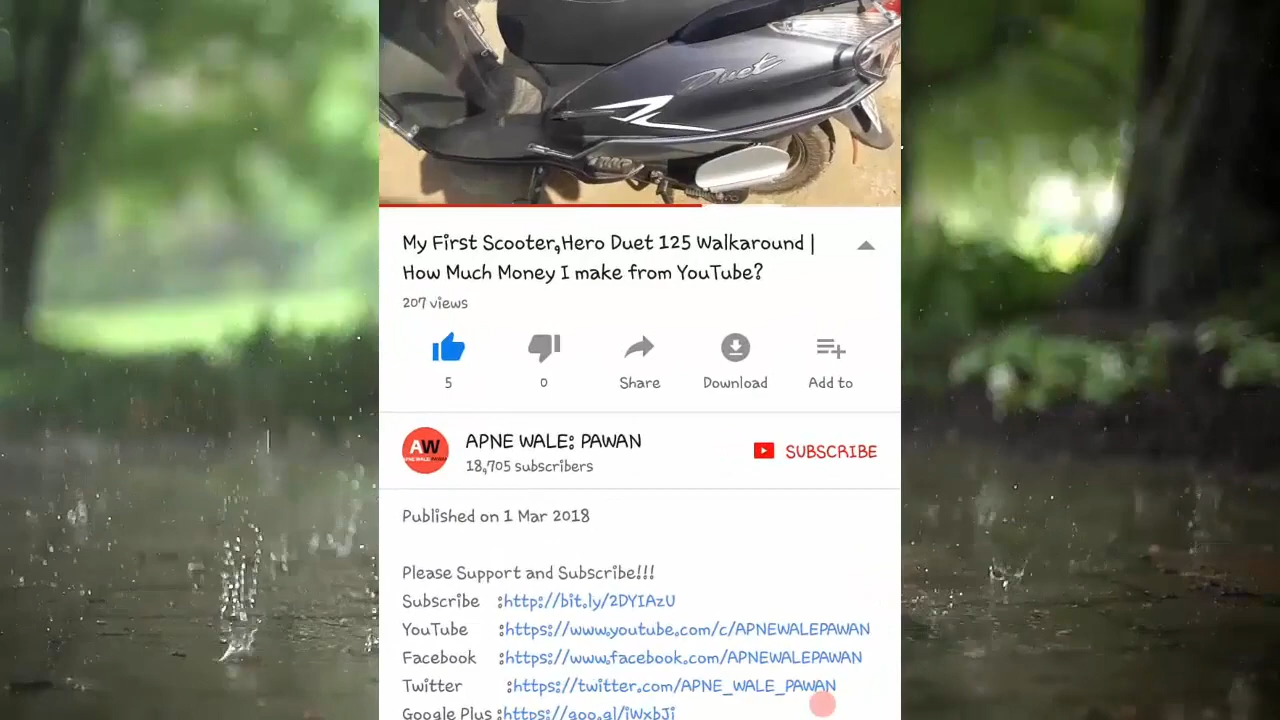 Duet
My First Scooter,Hero Duet 125 Walkaround |
How Much Money I make from YouTube?
207 views
5
0
Share
Download
Add to
AW
APNE WALE: PAWAN
APNE WALE: PAWAN
18,705 subscribers
SUBSCRIBE
Published on 1 Mar 2018
Please Support and Subscribe!!!
Subscribe :http://bit.ly/2DYIAzU
YouTube :https://www.youtube.com/c/APNEWALEPAWAN
Facebook :https://www.facebook.com/APNEWALEPAWAN
Twitter :https://twitter.com/APNE_WALE_PAWAN
Google Plus :https://goo.gl/iWxbJi